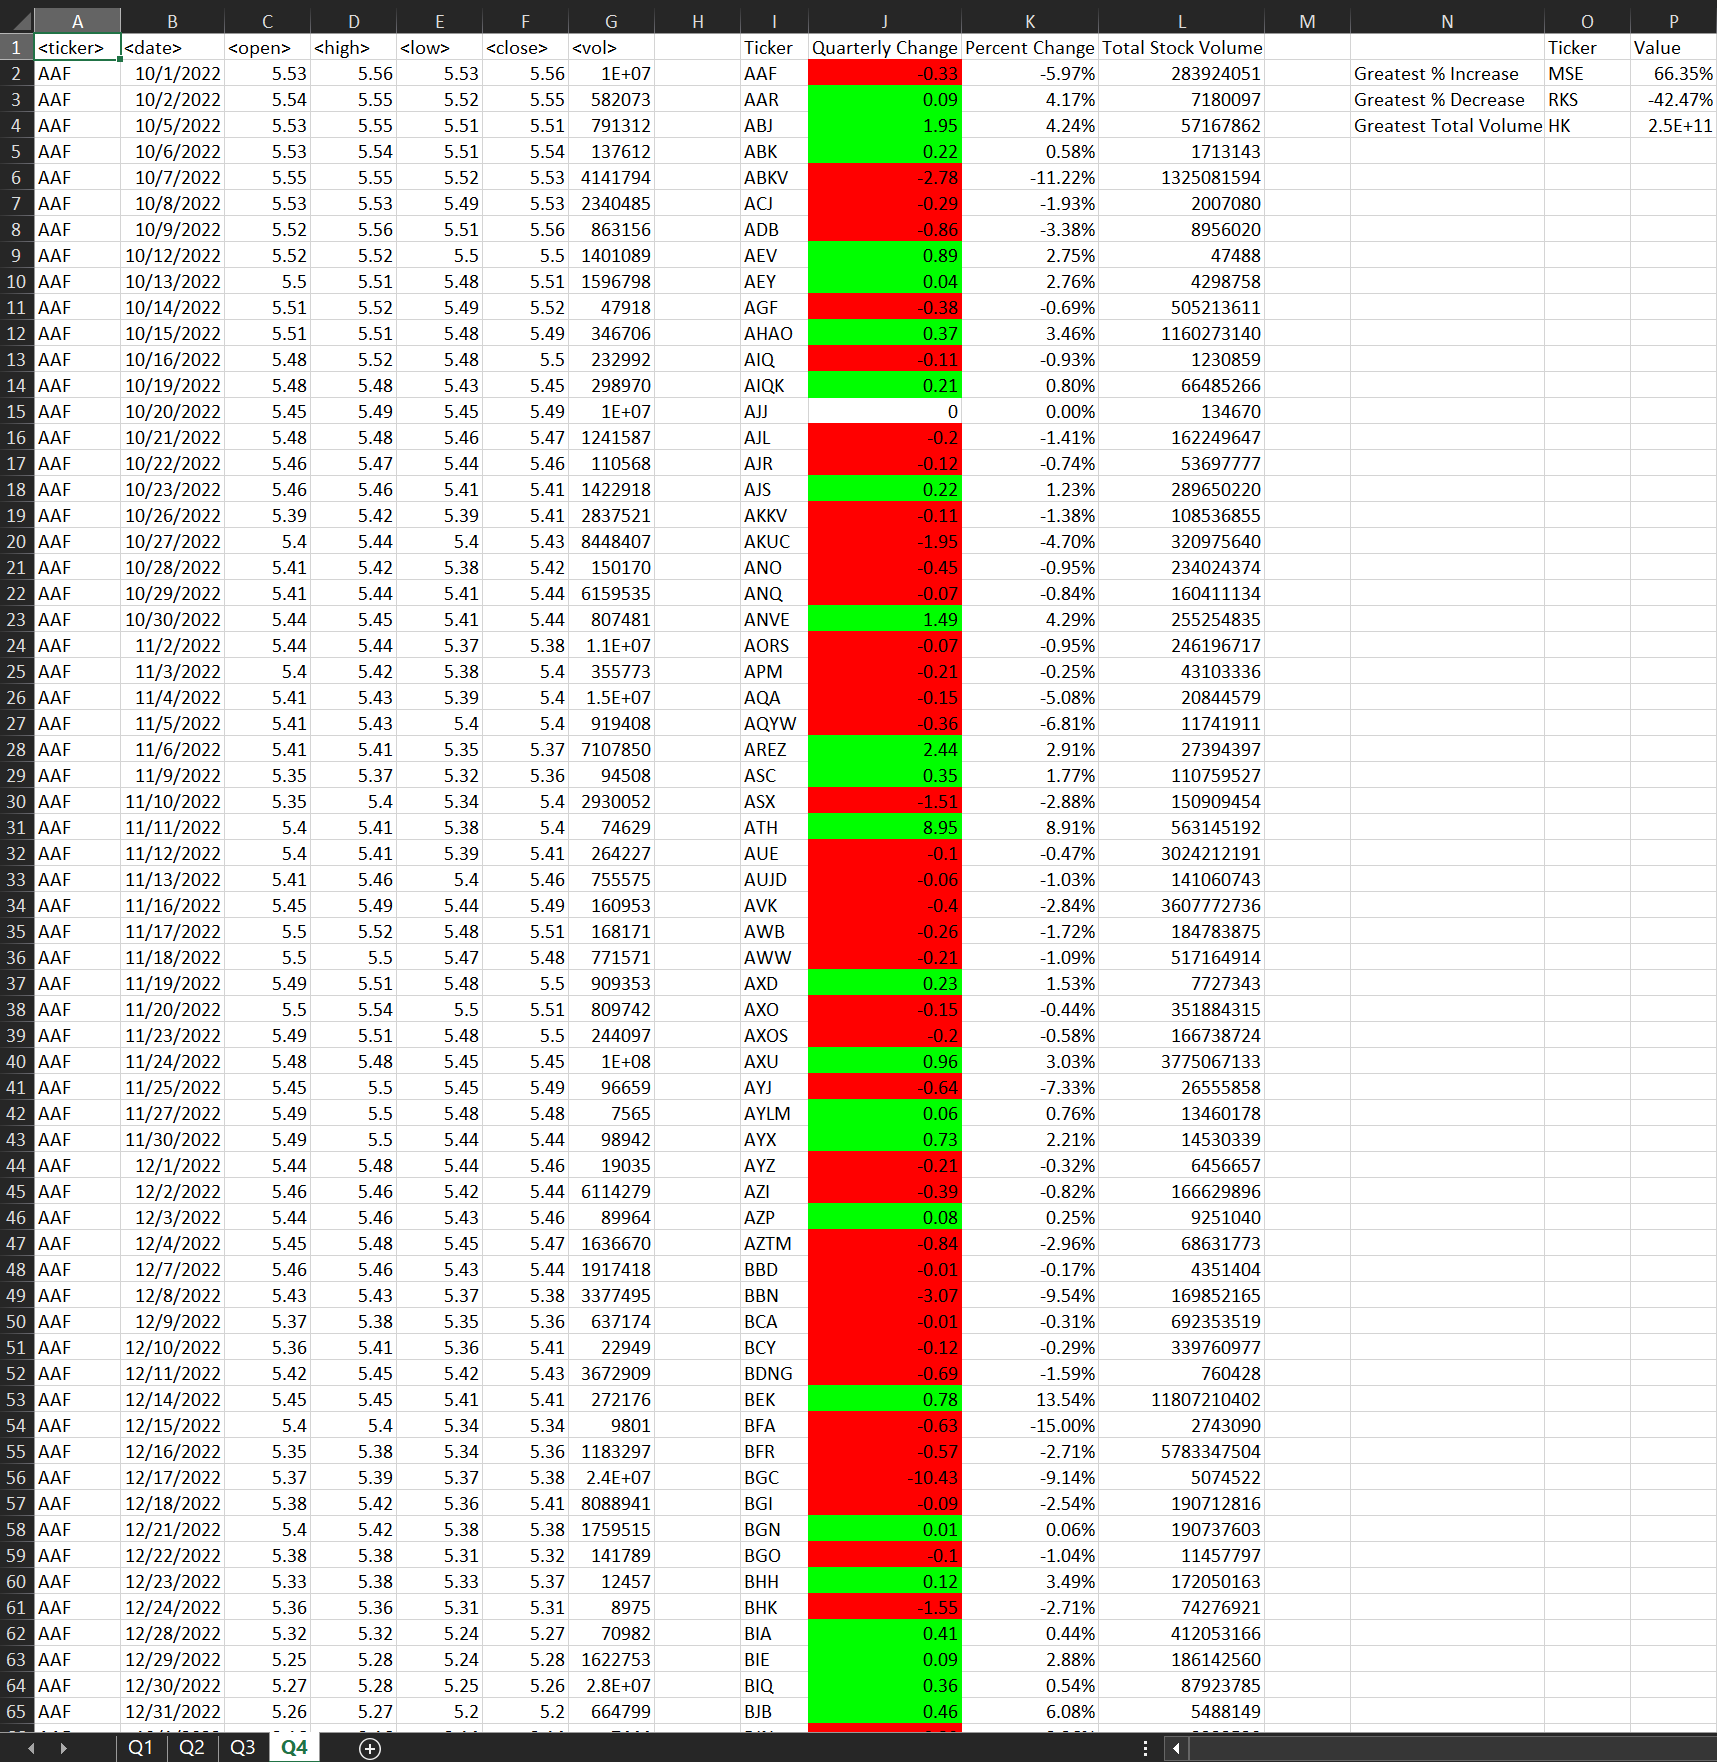 A B C D E F G H I J K L M N O P
1 <ticker> <date> <open> <high> <low> <close> <vol> Ticker Quarterly Change Percent Change Total Stock Volume Ticker Value
2 AAF 10/1/2022 5.53 5.56 5.53 5.56 1E+07 AAF -0.33 -5.97% 283924051 Greatest % Increase MSE 66.35%
3 AAF 10/2/2022 5.54 5.55 5.52 5.55 582073 AAR 0.09 4.17% 7180097 Greatest % Decrease RKS -42.47%
4 AAF 10/5/2022 5.53 5.55 5.51 5.51 791312 ABJ 1.95 4.24% 57167862 Greatest Total Volume HK 2.5E+11
5 AAF 10/6/2022 5.53 5.54 5.51 5.54 137612 ABK 0.22 0.58% 1713143
6 AAF 10/7/2022 5.55 5.55 5.52 5.53 4141794 ABKV -2.78 -11.22% 1325081594
7 AAF 10/8/2022 5.53 5.53 5.49 5.53 2340485 ACJ -0.29 -1.93% 2007080
8 AAF 10/9/2022 5.52 5.56 5.51 5.56 863156 ADB -0.86 -3.38% 8956020
9 AAF 10/12/2022 5.52 5.52 5.5 5.5 1401089 AEV 0.89 2.75% 47488
10 AAF 10/13/2022 5.5 5.51 5.48 5.51 1596798 AEY 0.04 2.76% 4298758
11 AAF 10/14/2022 5.51 5.52 5.49 5.52 47918 AGF -0.38 -0.69% 505213611
12 AAF 10/15/2022 5.51 5.51 5.48 5.49 346706 AHAO 0.37 3.46% 1160273140
13 AAF 10/16/2022 5.48 5.52 5.48 5.5 232992 AIQ -0.11 -0.93% 1230859
14 AAF 10/19/2022 5.48 5.48 5.43 5.45 298970 AIQK 0.21 0.80% 66485266
15 AAF 10/20/2022 5.45 5.49 5.45 5.49 1E+07 AJJ 0 0.00% 134670
16 AAF 10/21/2022 5.48 5.48 5.46 5.47 1241587 AJL -0.2 -1.41% 162249647
17 AAF 10/22/2022 5.46 5.47 5.44 5.46 110568 AJR -0.12 -0.74% 53697777
18 AAF 10/23/2022 5.46 5.46 5.41 5.41 1422918 AJS 0.22 1.23% 289650220
19 AAF 10/26/2022 5.39 5.42 5.39 5.41 2837521 AKKV -0.11 -1.38% 108536855
20 AAF 10/27/2022 5.4 5.44 5.4 5.43 8448407 AKUC -1.95 -4.70% 320975640
21 AAF 10/28/2022 5.41 5.42 5.38 5.42 150170 ANO -0.45 -0.95% 234024374
22 AAF 10/29/2022 5.41 5.44 5.41 5.44 6159535 ANQ -0.07 -0.84% 160411134
23 AAF 10/30/2022 5.44 5.45 5.41 5.44 807481 ANVE 1.49 4.29% 255254835
24 AAF 11/2/2022 5.44 5.44 5.37 5.38 1.1E+07 AORS -0.07 -0.95% 246196717
25 AAF 11/3/2022 5.4 5.42 5.38 5.4 355773 APM -0.21 -0.25% 43103336
26 AAF 11/4/2022 5.41 5.43 5.39 5.4 1.5E+07 AQA -0.15 -5.08% 20844579
27 AAF 11/5/2022 5.41 5.43 5.4 5.4 919408 AQYW -0.36 -6.81% 11741911
28 AAF 11/6/2022 5.41 5.41 5.35 5.37 7107850 AREZ 2.44 2.91% 27394397
29 AAF 11/9/2022 5.35 5.37 5.32 5.36 94508 ASC 0.35 1.77% 110759527
30 AAF 11/10/2022 5.35 5.4 5.34 5.4 2930052 ASX -1.51 -2.88% 150909454
31 AAF 11/11/2022 5.4 5.41 5.38 5.4 74629 ATH 8.95 8.91% 563145192
32 AAF 11/12/2022 5.4 5.41 5.39 5.41 264227 AUE -0.1 -0.47% 3024212191
33 AAF 11/13/2022 5.41 5.46 5.4 5.46 755575 AUJD -0.06 -1.03% 141060743
34 AAF 11/16/2022 5.45 5.49 5.44 5.49 160953 AVK -0.4 -2.84% 3607772736
35 AAF 11/17/2022 5.5 5.52 5.48 5.51 168171 AWB -0.26 -1.72% 184783875
36 AAF 11/18/2022 5.5 5.5 5.47 5.48 771571 AWW -0.21 -1.09% 517164914
37 AAF 11/19/2022 5.49 5.51 5.48 5.5 909353 AXD 0.23 1.53% 7727343
38 AAF 11/20/2022 5.5 5.54 5.5 5.51 809742 AXO -0.15 -0.44% 351884315
39 AAF 11/23/2022 5.49 5.51 5.48 5.5 244097 AXOS -0.2 -0.58% 166738724
40 AAF 11/24/2022 5.48 5.48 5.45 5.45 1E+08 AXU 0.96 3.03% 3775067133
41 AAF 11/25/2022 5.45 5.5 5.45 5.49 96659 AYJ -0.64 -7.33% 26555858
42 AAF 11/27/2022 5.49 5.5 5.48 5.48 7565 AYLM 0.06 0.76% 13460178
43 AAF 11/30/2022 5.49 5.5 5.44 5.44 98942 AYX 0.73 2.21% 14530339
44 AAF 12/1/2022 5.44 5.48 5.44 5.46 19035 AYZ -0.21 -0.32% 6456657
45 AAF 12/2/2022 5.46 5.46 5.42 5.44 6114279 AZI -0.39 -0.82% 166629896
46 AAF 12/3/2022 5.44 5.46 5.43 5.46 89964 AZP 0.08 0.25% 9251040
47 AAF 12/4/2022 5.45 5.48 5.45 5.47 1636670 AZTM -0.84 -2.96% 68631773
48 AAF 12/7/2022 5.46 5.46 5.43 5.44 1917418 BBD -0.01 -0.17% 4351404
49 AAF 12/8/2022 5.43 5.43 5.37 5.38 3377495 BBN -3.07 -9.54% 169852165
50 AAF 12/9/2022 5.37 5.38 5.35 5.36 637174 BCA -0.01 -0.31% 692353519
51 AAF 12/10/2022 5.36 5.41 5.36 5.41 22949 BCY -0.12 -0.29% 339760977
52 AAF 12/11/2022 5.42 5.45 5.42 5.43 3672909 BDNG -0.69 -1.59% 760428
53 AAF 12/14/2022 5.45 5.45 5.41 5.41 272176 BEK 0.78 13.54% 11807210402
54 AAF 12/15/2022 5.4 5.4 5.34 5.34 9801 BFA -0.63 -15.00% 2743090
55 AAF 12/16/2022 5.35 5.38 5.34 5.36 1183297 BFR -0.57 -2.71% 5783347504
56 AAF 12/17/2022 5.37 5.39 5.37 5.38 2.4E+07 BGC -10.43 -9.14% 5074522
57 AAF 12/18/2022 5.38 5.42 5.36 5.41 8088941 BGI -0.09 -2.54% 190712816
58 AAF 12/21/2022 5.4 5.42 5.38 5.38 1759515 BGN 0.01 0.06% 190737603
59 AAF 12/22/2022 5.38 5.38 5.31 5.32 141789 BGO -0.1 -1.04% 11457797
60 AAF 12/23/2022 5.33 5.38 5.33 5.37 12457 BHH 0.12 3.49% 172050163
61 AAF 12/24/2022 5.36 5.36 5.31 5.31 8975 BHK -1.55 -2.71% 74276921
62 AAF 12/28/2022 5.32 5.32 5.24 5.27 70982 BIA 0.41 0.44% 412053166
63 AAF 12/29/2022 5.25 5.28 5.24 5.28 1622753 BIE 0.09 2.88% 186142560
64 AAF 12/30/2022 5.27 5.28 5.25 5.26 2.8E+07 BIQ 0.36 0.54% 87923785
65 AAF 12/31/2022 5.26 5.27 5.2 5.2 664799 BJB 0.46 6.08% 5488149
Q1 Q2 Q3 Q4